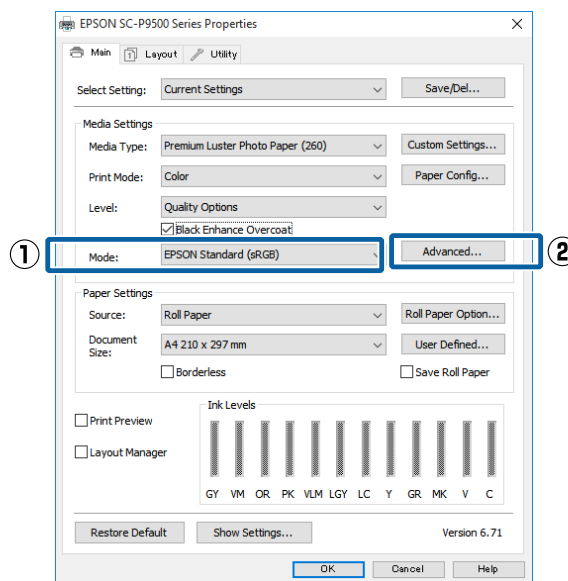 EPSON SC-P9500 Series Properties
Main Layout Utility
Select Setting: Current Settings Save/Del...
Media Settings
Media Type: Premium Luster Photo Paper (260) Custom Settings...
Print Mode: Color Paper Config...
Level: Quality Options
Black Enhance Overcoat
① Mode: EPSON Standard (sRGB) Advanced... ②
Paper Settings
Source: Roll Paper Roll Paper Option...
Document
Size: A4 210 x 297 mm User Defined...
Borderless Save Roll Paper
Ink Levels
Print Preview
Layout Manager
GY VM OR PK VLM LGY LC Y GR MK V C
Restore Default Show Settings... Version 6.71
OK Cancel Help